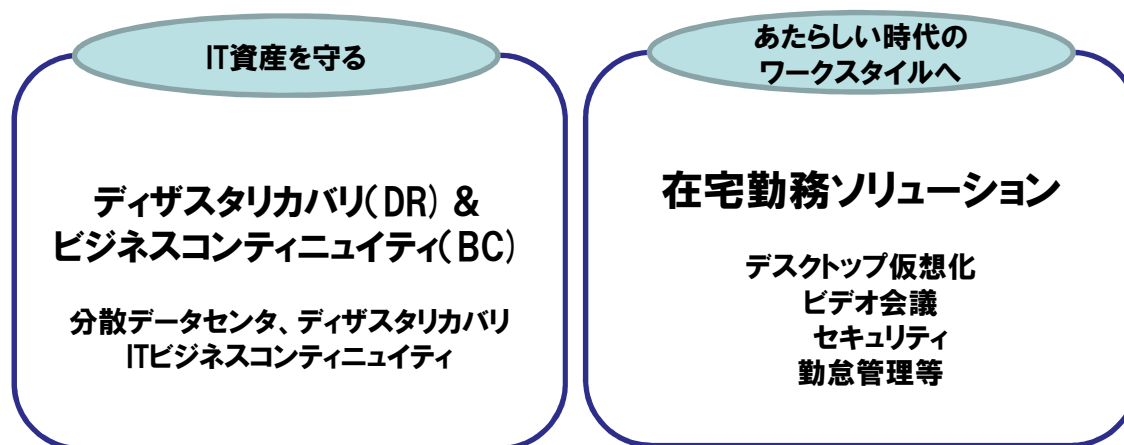 IT資産を守る
ディザスタリカバリ(DR) &
ビジネスコンティニュイティ(BC)
分散データセンタ、ディザスタリカバリ
ITビジネスコンティニュイティ
あたらしい時代の
ワークスタイルへ
在宅勤務ソリューション
デスクトップ仮想化
ビデオ会議
セキュリティ
勤怠管理等